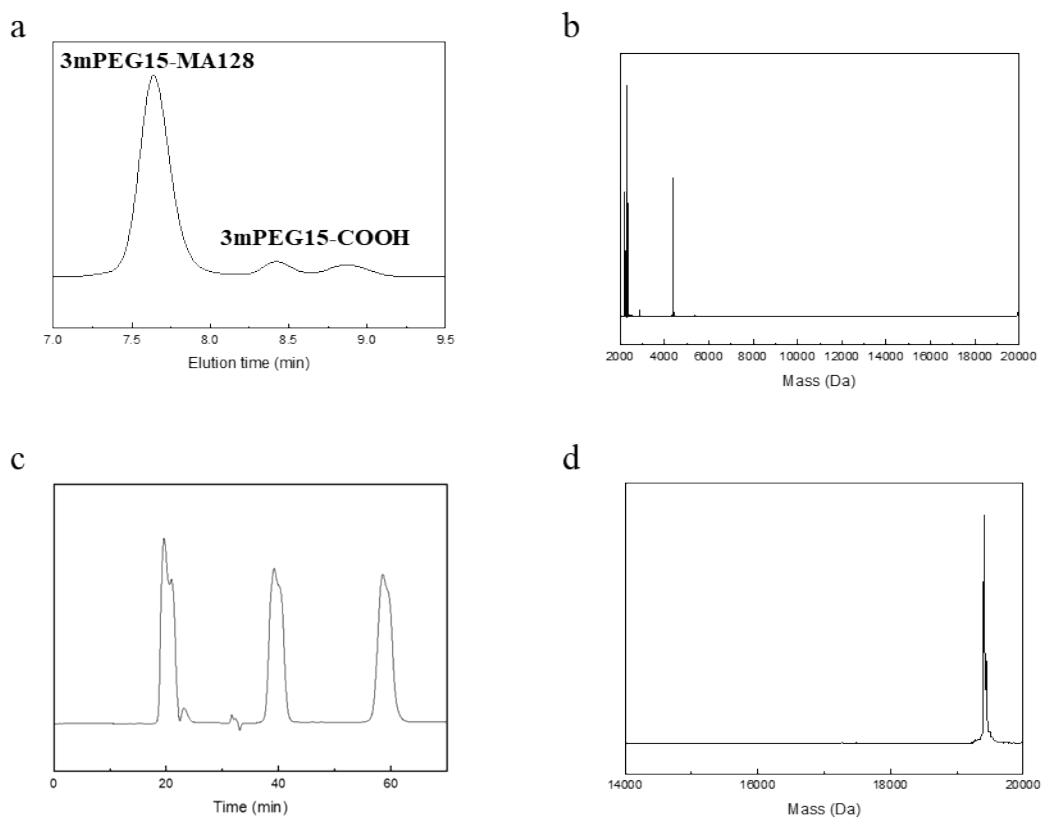 a
3mPEG15-MA128
3mPEG15-COOH
7.0 7.5 8.0 8.5 9.0 9.5
Elution time (min)
b
2000 4000 6000 8000 10000 12000 14000 16000 18000 20000
Mass (Da)
c
0 20 40 60
Time (min)
d
14000 16000 18000 20000
Mass (Da)